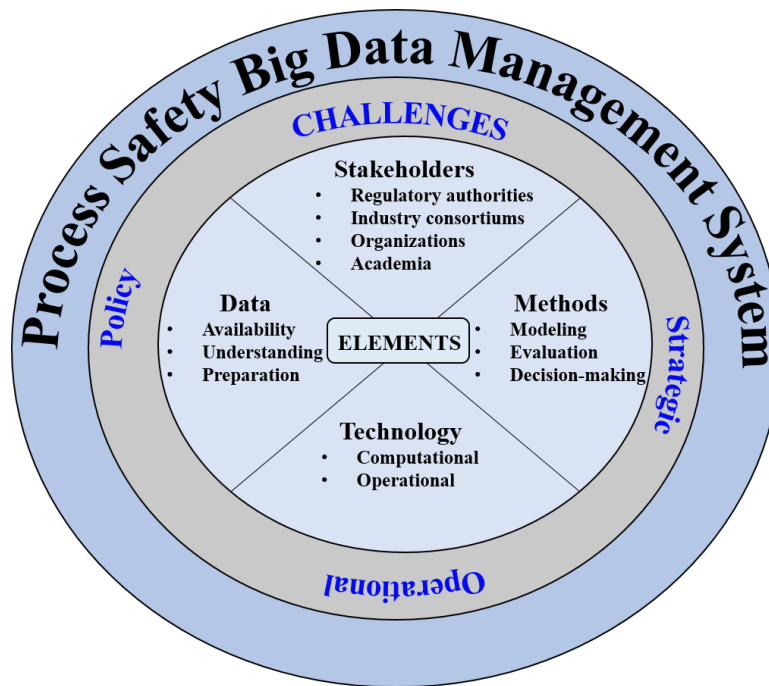 Process Safety Big Data Management System
CHALLENGES
Policy
Strategic
Operational
Stakeholders
• Regulatory authorities
• Industry consortiums
• Organizations
• Academia
Data
• Availability
• Understanding
• Preparation
ELEMENTS
Methods
• Modeling
• Evaluation
• Decision-making
Technology
• Computational
• Operational